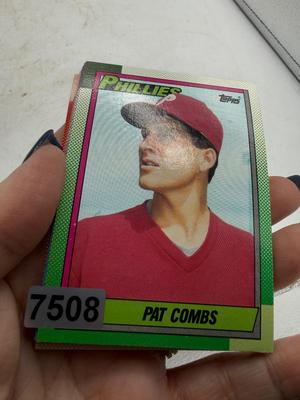 PHILLIES
TOPPS
7508
PAT COMBS